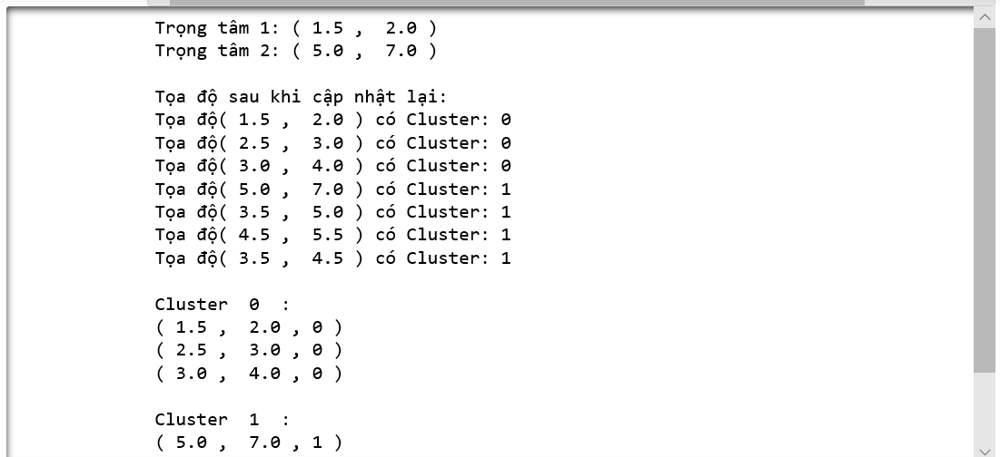 Trọng tâm 1: ( 1.5 ,  2.0 )
Trọng tâm 2: ( 5.0 ,  7.0 )
Tọa độ sau khi cập nhật lại:
Tọa độ( 1.5 ,  2.0 ) có Cluster: 0
Tọa độ( 2.5 ,  3.0 ) có Cluster: 0
Tọa độ( 3.0 ,  4.0 ) có Cluster: 0
Tọa độ( 5.0 ,  7.0 ) có Cluster: 1
Tọa độ( 3.5 ,  5.0 ) có Cluster: 1
Tọa độ( 4.5 ,  5.5 ) có Cluster: 1
Tọa độ( 3.5 ,  4.5 ) có Cluster: 1
Cluster  0  :
( 1.5 ,  2.0 , 0 )
( 2.5 ,  3.0 , 0 )
( 3.0 ,  4.0 , 0 )
Cluster  1  :
( 5.0 ,  7.0 , 1 )